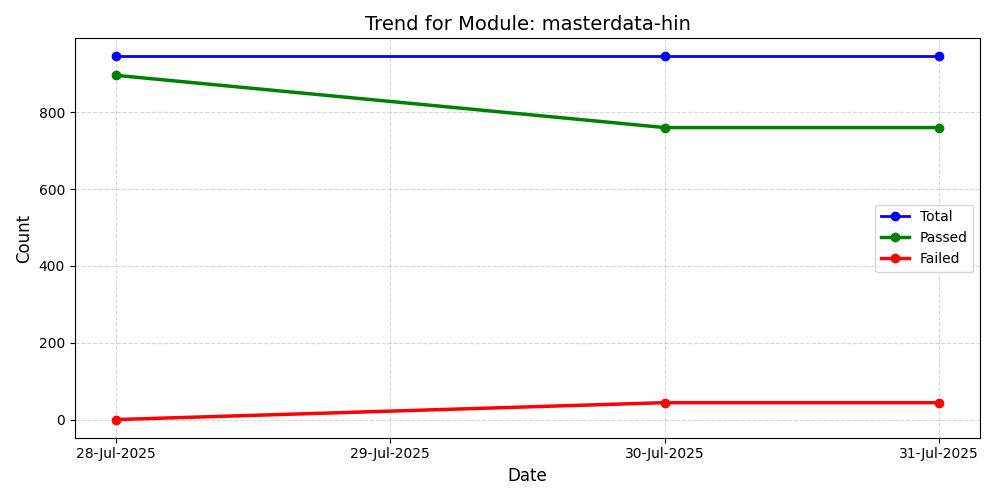 Trend for Module: masterdata-hin
Count
800
600
400
200
0
Total
Passed
Failed
28-Jul-2025
29-Jul-2025
30-Jul-2025
31-Jul-2025
Date